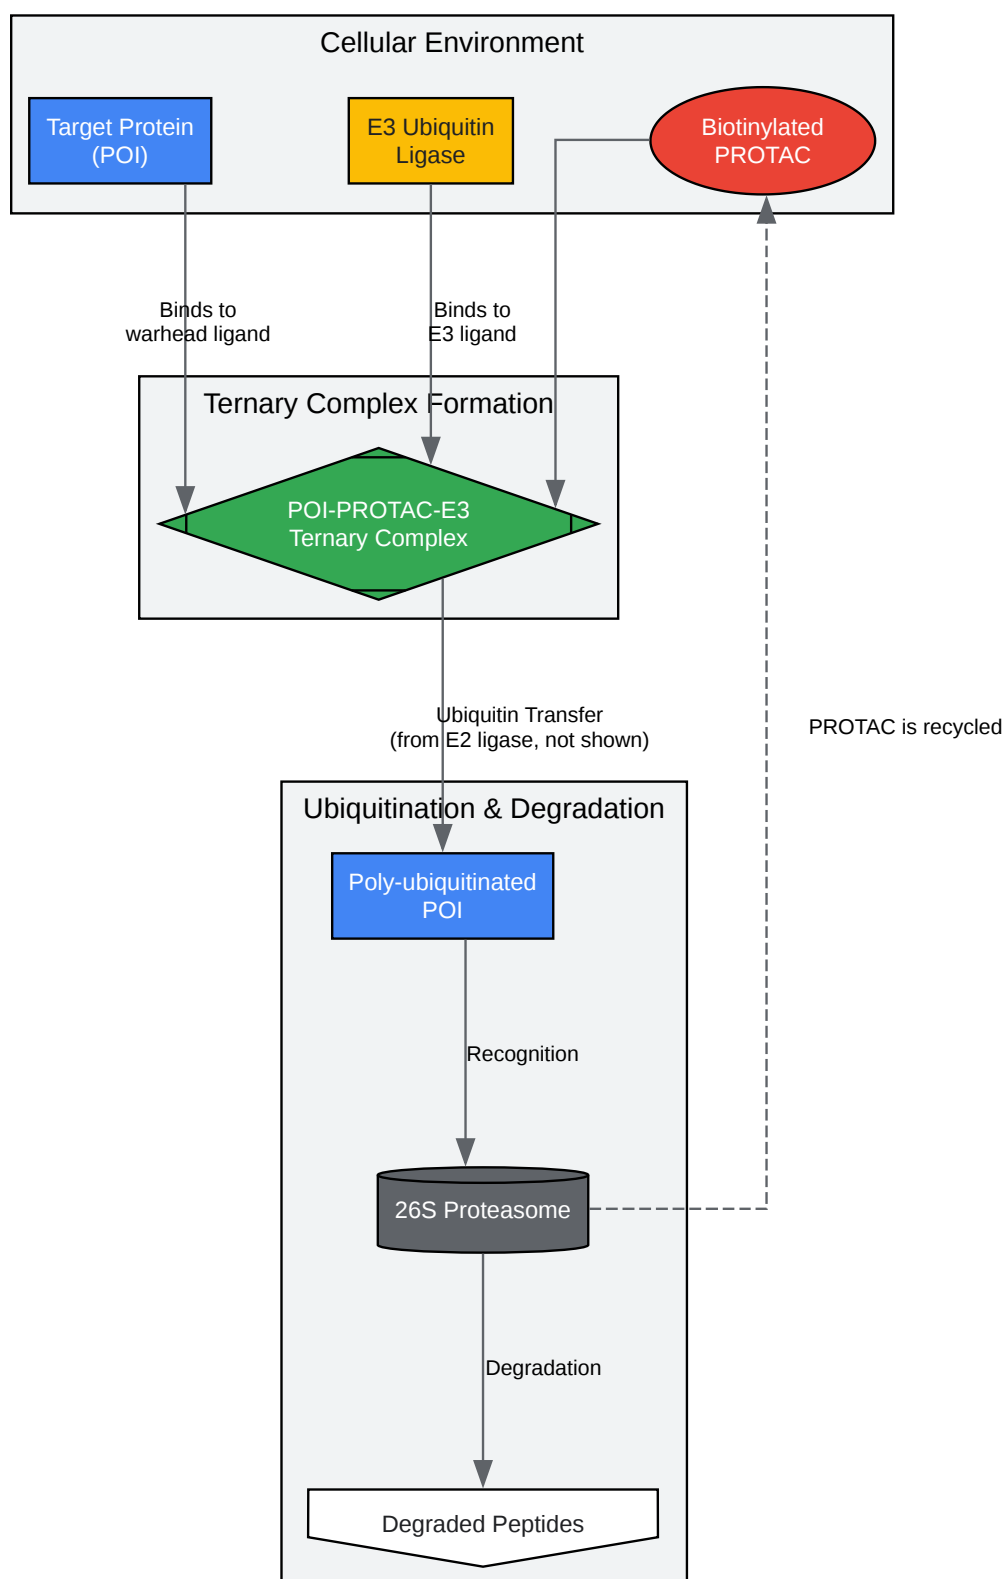 Cellular Environment
Target Protein
(POI)
E3 Ubiquitin
Ligase
Biotinylated
PROTAC
Binds to
warhead ligand
Binds to
E3 ligand
Ternary Complex Formation
POI-PROTAC-E3
Ternary Complex
Ubiquitin Transfer
(from E2 ligase, not shown)
PROTAC is recycled
Ubiquitination & Degradation
Poly-ubiquitinated
POI
Recognition
26S Proteasome
Degradation
Degraded Peptides